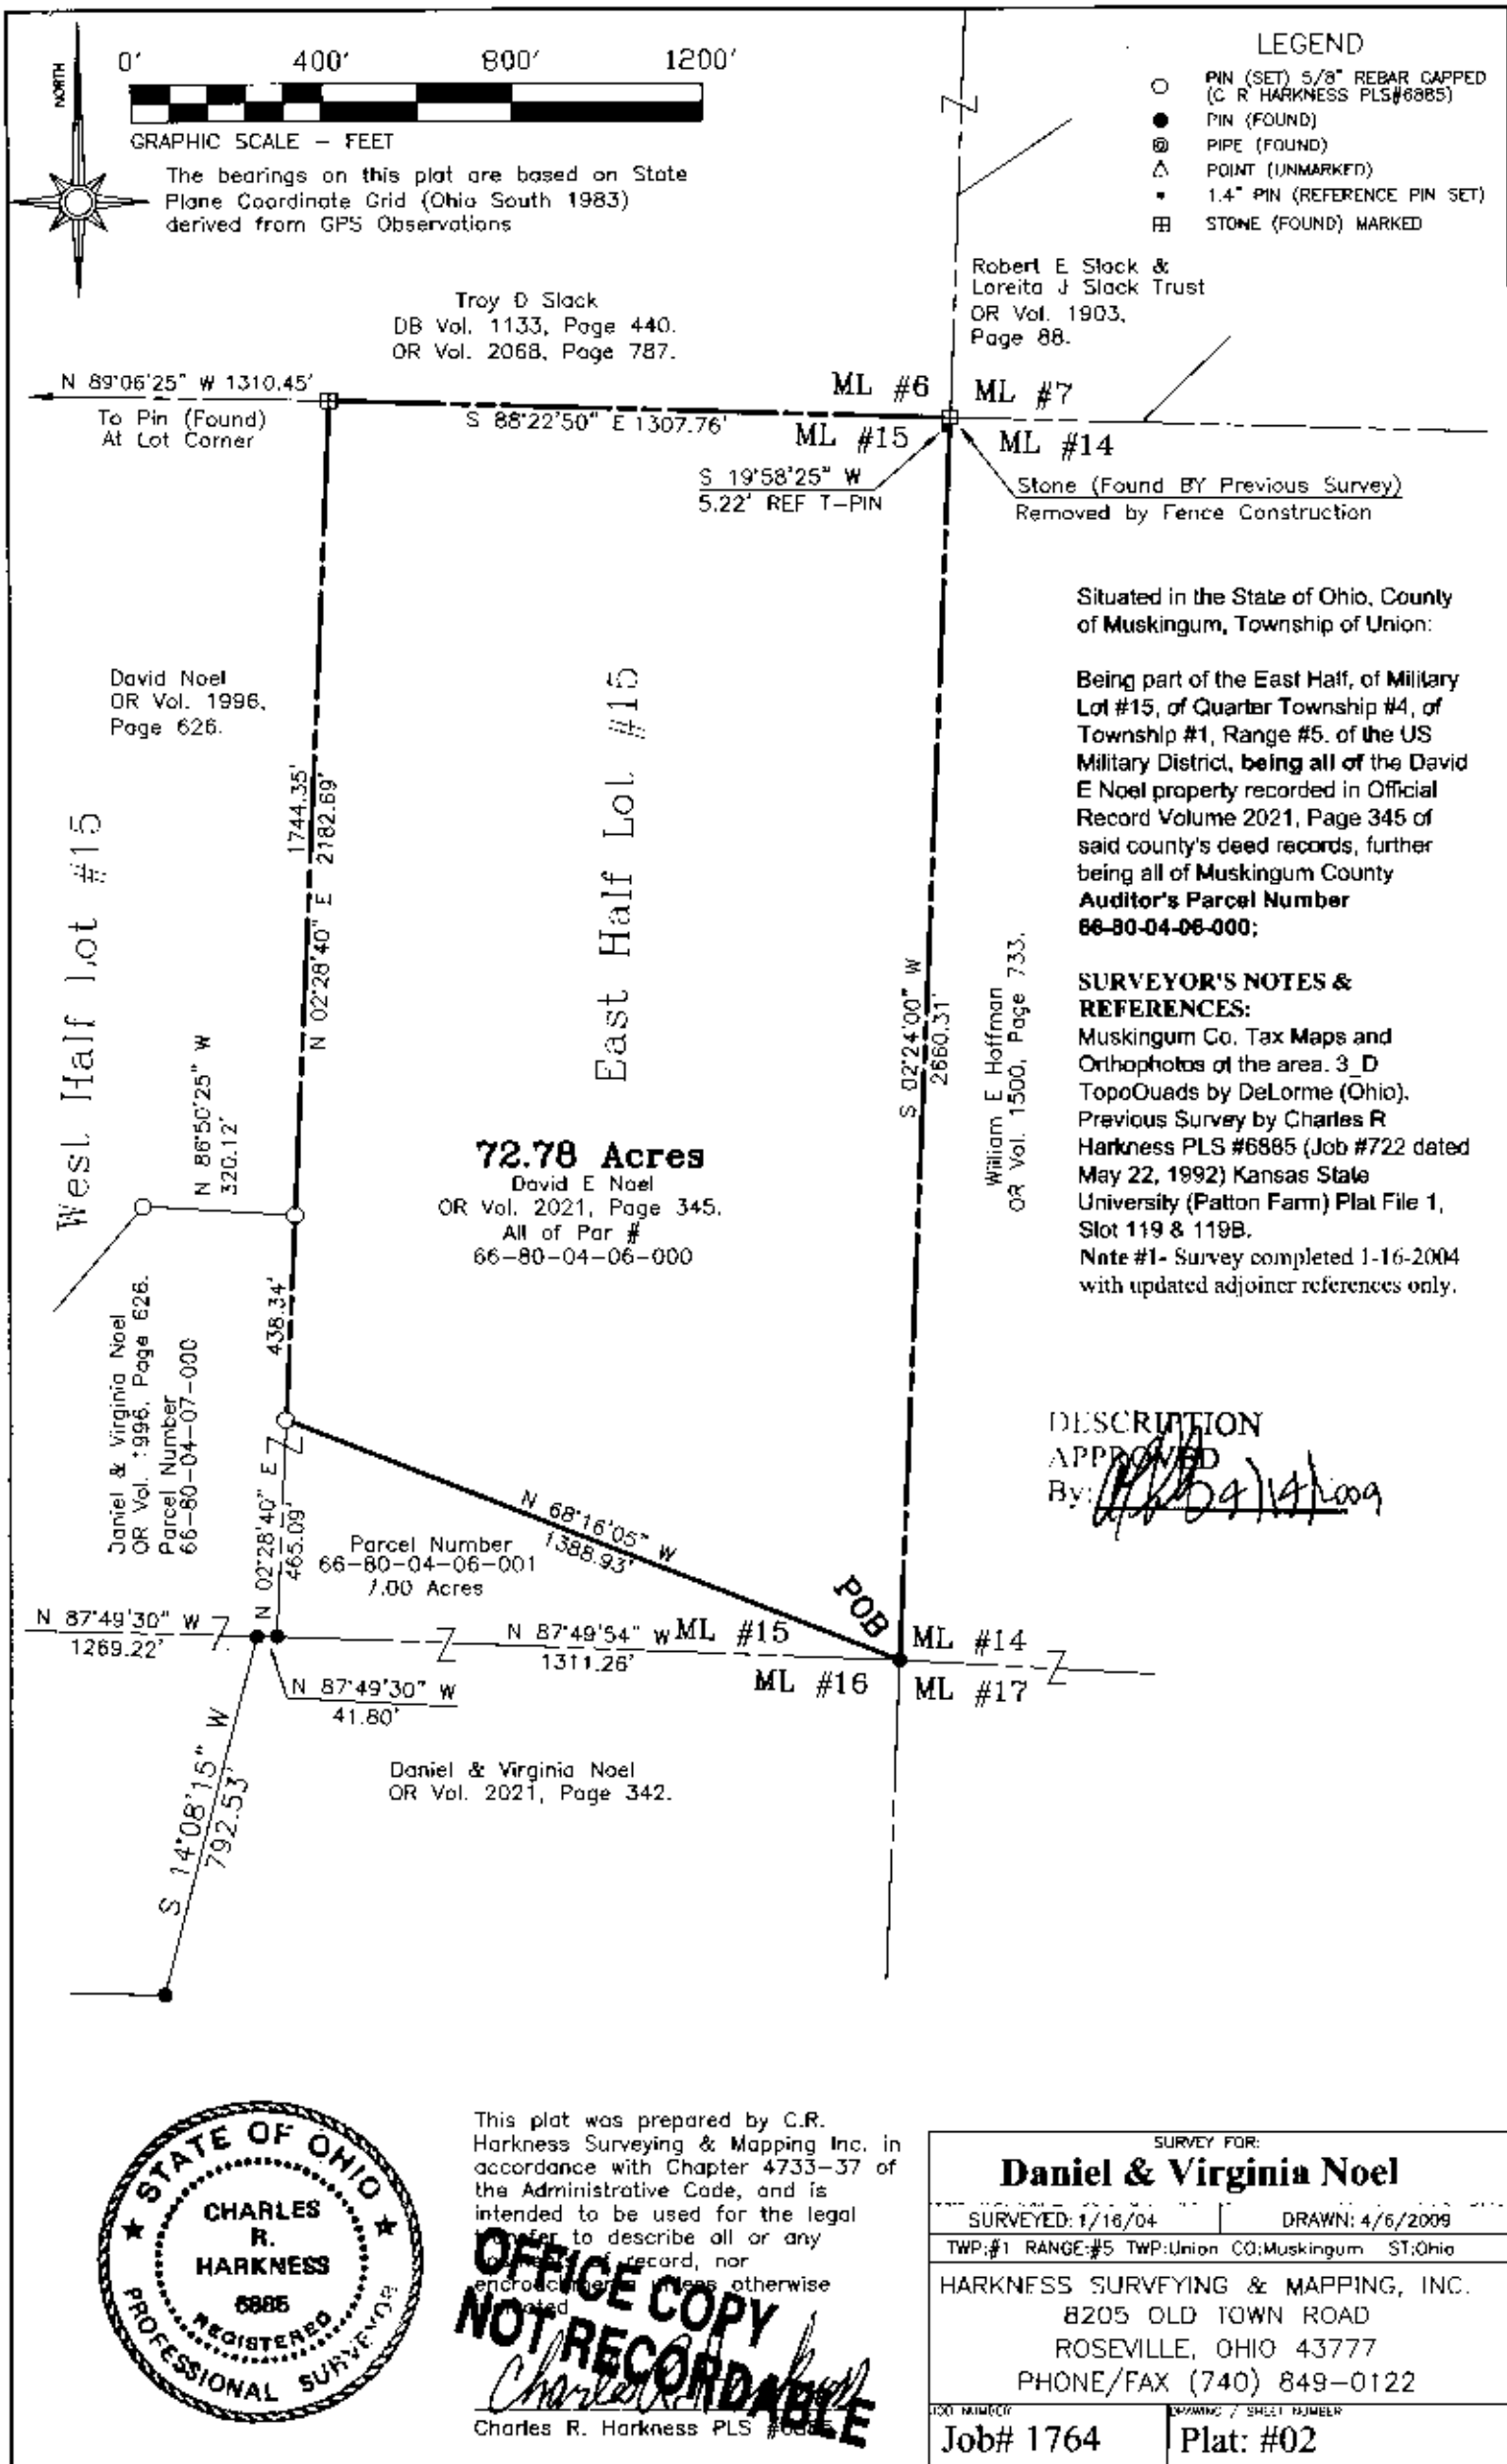 NORTH
0' 400' 800' 1200'
GRAPHIC SCALE - FEET
The bearings on this plat are based on State
Plane Coordinate Grid (Ohio South 1983)
derived from GPS Observations
LEGEND
PIN (SET) 5/8" REBAR CAPPED
(C R HARKNESS PLS#6885)
PIN (FOUND)
PIPE (FOUND)
POINT (UNMARKED)
1.4" PIN (REFERENCE PIN SET)
STONE (FOUND) MARKED
Robert E Slack &
Loreita J Slack Trust
OR Vol. 1903,
Page 88.
Troy D Slack
DB Vol. 1133, Page 440.
OR Vol. 2068, Page 787.
N 89°06'25" W 1310.45'
To Pin (Found)
At Lot Corner
S 88°22'50" E 1307.76'
ML #6
ML #7
ML #15
ML #14
S 19°58'25" W
5.22' REF T-PIN
Stone (Found BY Previous Survey)
Removed by Fence Construction
Situated in the State of Ohio, County
of Muskingum, Township of Union:
Being part of the East Half, of Military
Lot #15, of Quarter Township #4, of
Township #1, Range #5. of the US
Military District, being all of the David
E Noel property recorded in Official
Record Volume 2021, Page 345 of
said county's deed records, further
being all of Muskingum County
Auditor's Parcel Number
66-80-04-06-000;
SURVEYOR'S NOTES &
REFERENCES:
Muskingum Co. Tax Maps and
Orthophotos of the area. 3_D
TopoQuads by DeLorme (Ohio).
Previous Survey by Charles R
Harkness PLS #6885 (Job #722 dated
May 22, 1992) Kansas State
University (Patton Farm) Plat File 1,
Slot 119 & 119B.
Note #1- Survey completed 1-16-2004
with updated adjoiner references only.
David Noel
OR Vol. 1996,
Page 626.
1744.35'
N 02°28'40" E 2182.69'
West Half Lot #15
East Half Lot #15
S 02°24'00" W
2660.31'
William E Hoffman
OR Vol. 1500, Page 733.
N 86°50'25" W
320.12'
72.78 Acres
David E Noel
OR Vol. 2021, Page 345.
All of Par #
66-80-04-06-000
438.34'
Daniel & Virginia Noel
OR Vol. 1996, Page 626.
Parcel Number
66-80-04-07-000
N 02°28'40" E
465.09'
N 68°16'05" W
1388.93'
Parcel Number
66-80-04-06-001
7.00 Acres
POB
DESCRIPTION
APPROVED
By: 4/14/2009
N 87°49'30" W
1269.22'
N 87°49'54" W
1311.26'
ML #15
ML #14
ML #16
ML #17
N 87°49'30" W
41.80'
Daniel & Virginia Noel
OR Vol. 2021, Page 342.
S 14°08'15" W
792.53'
STATE OF OHIO
CHARLES
R.
HARKNESS
6885
REGISTERED
PROFESSIONAL SURVEYOR
This plat was prepared by C.R.
Harkness Surveying & Mapping Inc. in
accordance with Chapter 4733-37 of
the Administrative Code, and is
intended to be used for the legal
transfer to describe all or any
of record, nor
encroachments unless otherwise
OFFICE COPY
NOT RECORDABLE
Charles R. Harkness PLS #6885
SURVEY FOR:
Daniel & Virginia Noel
SURVEYED: 1/16/04 DRAWN: 4/6/2009
TWP:#1 RANGE:#5 TWP:Union CO:Muskingum ST:Ohio
HARKNESS SURVEYING & MAPPING, INC.
8205 OLD TOWN ROAD
ROSEVILLE, OHIO 43777
PHONE/FAX (740) 849-0122
JOB NUMBER
Job# 1764
DRAWING / SHEET NUMBER
Plat: #02